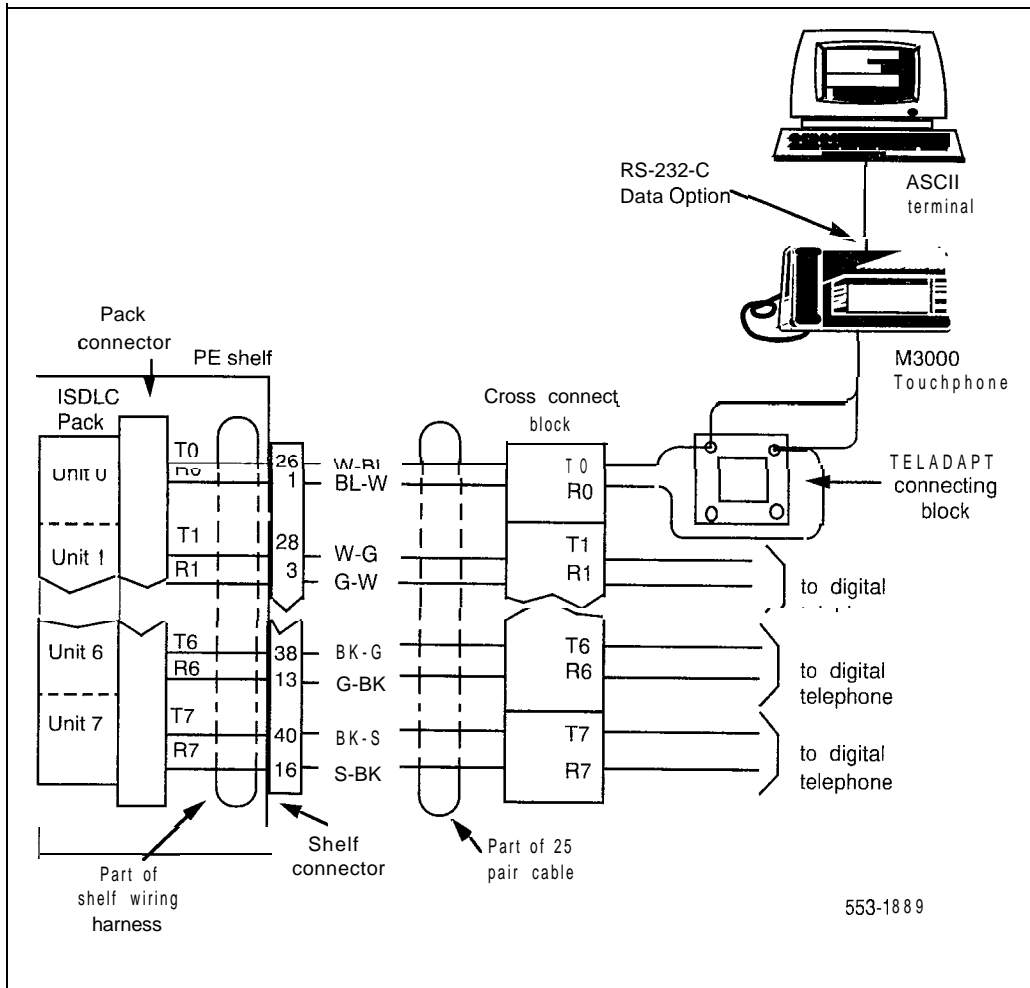 RS-232-C
Data Option
ASCII
terminal
Pack
connector
PE shelf
M3000
Touchphone
ISDLC
Pack
Cross connect
block
T0
R0
Unit 0
26
1
W-BL
BL-W
T0
R0
TELADAPT
connecting
block
Unit 1
T1
R1
28
3
W-G
G-W
T1
R1
to digital
Unit 6
T6
R6
38
13
BK-G
G-BK
T6
R6
to digital
telephone
Unit 7
T7
R7
40
16
BK-S
S-BK
T7
R7
to digital
telephone
Part of
shelf wiring
harness
Shelf
connector
Part of 25
pair cable
553-1889